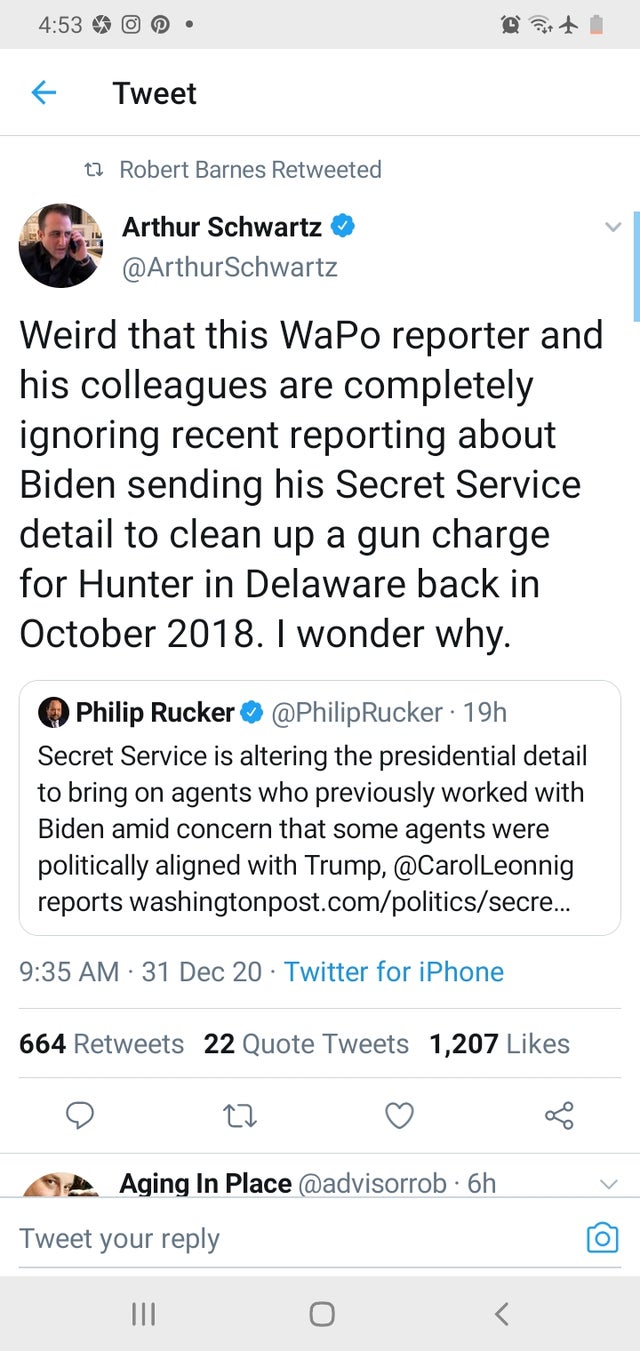 4:53
Tweet
Robert Barnes Retweeted
Arthur Schwartz
@ArthurSchwartz
Weird that this WaPo reporter and
his colleagues are completely
ignoring recent reporting about
Biden sending his Secret Service
detail to clean up a gun charge
for Hunter in Delaware back in
October 2018. I wonder why.
Philip Rucker @PhilipRucker · 19h
Secret Service is altering the presidential detail
to bring on agents who previously worked with
Biden amid concern that some agents were
politically aligned with Trump, @CarolLeonnig
reports washingtonpost.com/politics/secre...
9:35 AM · 31 Dec 20 · Twitter for iPhone
664 Retweets 22 Quote Tweets 1,207 Likes
Aging In Place @advisorrob · 6h
Tweet your reply